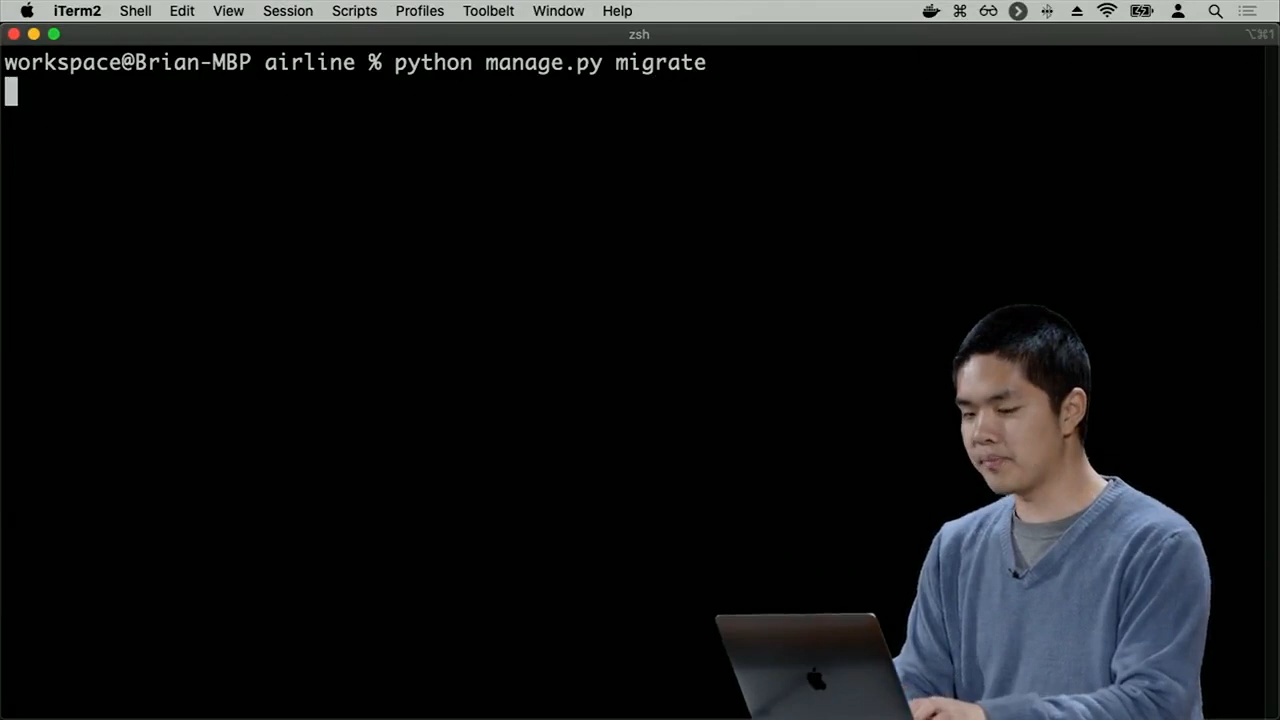 iTerm2 Shell Edit View Session Scripts Profiles Toolbelt Window Help
zsh
⌥⌘1
workspace@Brian-MBP airline % python manage.py migrate